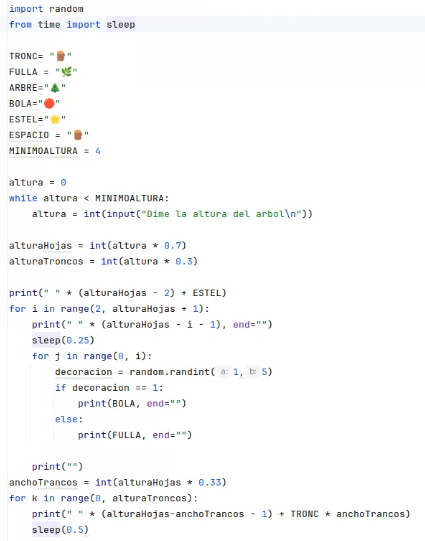 import random
from time import sleep
TRONC= "🪵"
FULLA = "🌿"
ARBRE="🎄"
BOLA="🔴"
ESTEL="🌟"
ESPACIO = "🪵"
MINIMOALTURA = 4
altura = 0
while altura < MINIMOALTURA:
    altura = int(input("Dime la altura del arbol\n"))
alturaHojas = int(altura * 0.7)
alturaTroncos = int(altura * 0.3)
print(" " * (alturaHojas - 2) + ESTEL)
for i in range(2, alturaHojas + 1):
    print(" " * (alturaHojas - i - 1), end="")
    sleep(0.25)
    for j in range(0, i):
        decoracion = random.randint( a: 1, b: 5)
        if decoracion == 1:
            print(BOLA, end="")
        else:
            print(FULLA, end="")
    print("")
anchoTrancos = int(alturaHojas * 0.33)
for k in range(0, alturaTroncos):
    print(" " * (alturaHojas-anchoTrancos - 1) + TRONC * anchoTrancos)
    sleep(0.5)